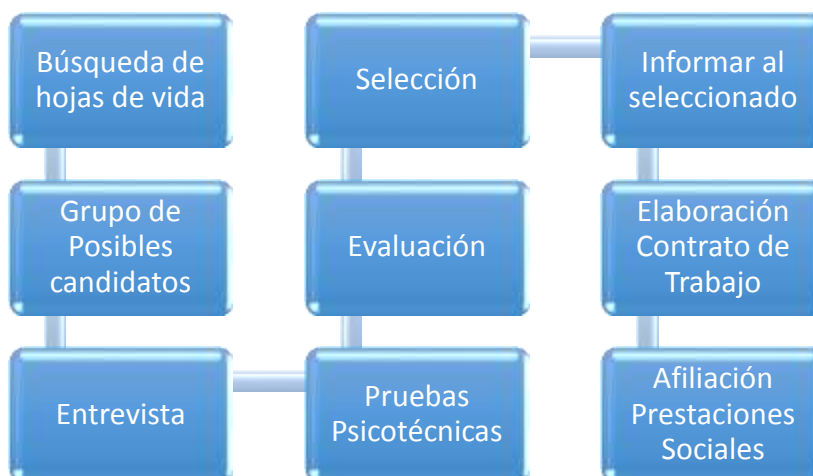 Búsqueda de
hojas de vida
Grupo de
Posibles
candidatos
Entrevista
Pruebas
Psicotécnicas
Evaluación
Selección
Informar al
seleccionado
Elaboración
Contrato de
Trabajo
Afiliación
Prestaciones
Sociales